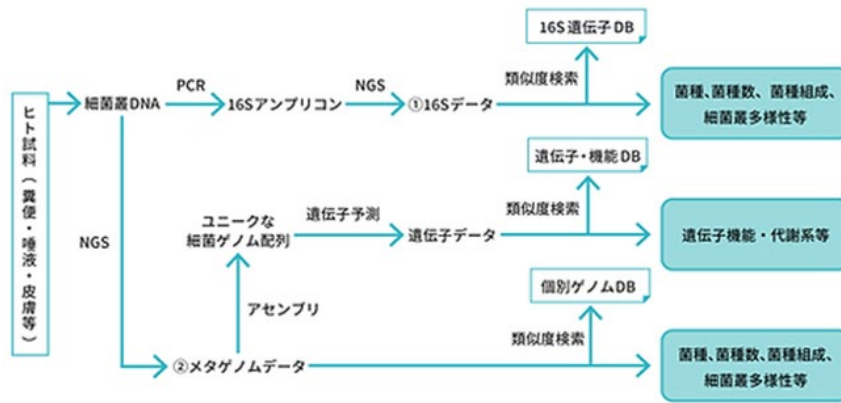 16S遺伝子DB
PCR
NGS
類似度検索
細菌叢DNA
16Sアンプリコン
①16Sデータ
菌種、菌種数、菌種組成、
細菌叢多様性等
ヒト試料（糞便・唾液・皮膚等）
遺伝子・機能DB
ユニークな
細菌ゲノム配列
遺伝子予測
遺伝子データ
類似度検索
遺伝子機能・代謝系等
NGS
個別ゲノムDB
アセンブリ
類似度検索
②メタゲノムデータ
菌種、菌種数、菌種組成、
細菌叢多様性等